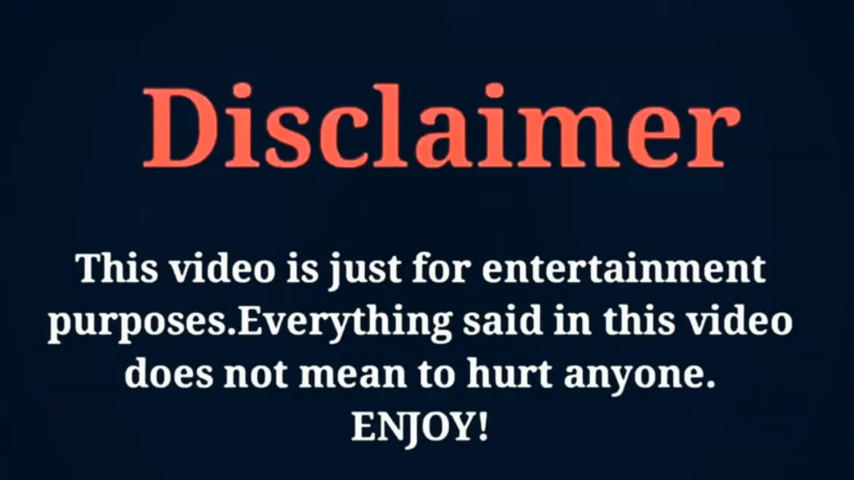 Disclaimer
This video is just for entertainment
purposes.Everything said in this video
does not mean to hurt anyone.
ENJOY!